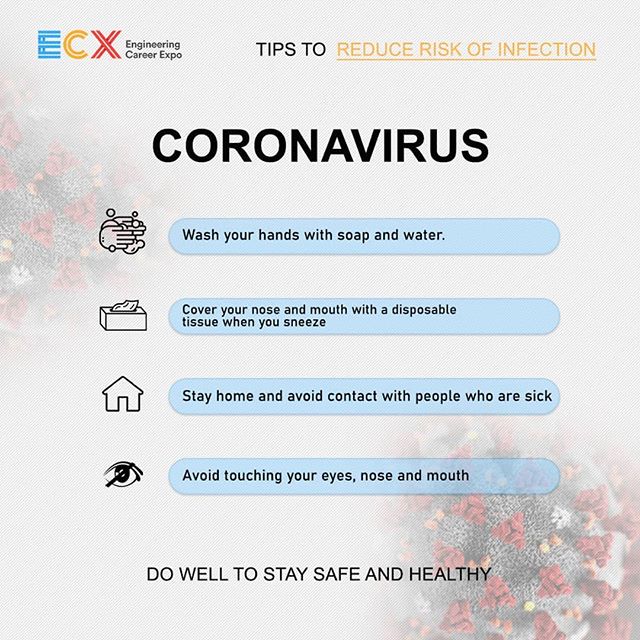 ECX Engineering
Career Expo
TIPS TO REDUCE RISK OF INFECTION
CORONAVIRUS
Wash your hands with soap and water.
Cover your nose and mouth with a disposable
tissue when you sneeze
Stay home and avoid contact with people who are sick
Avoid touching your eyes, nose and mouth
DO WELL TO STAY SAFE AND HEALTHY